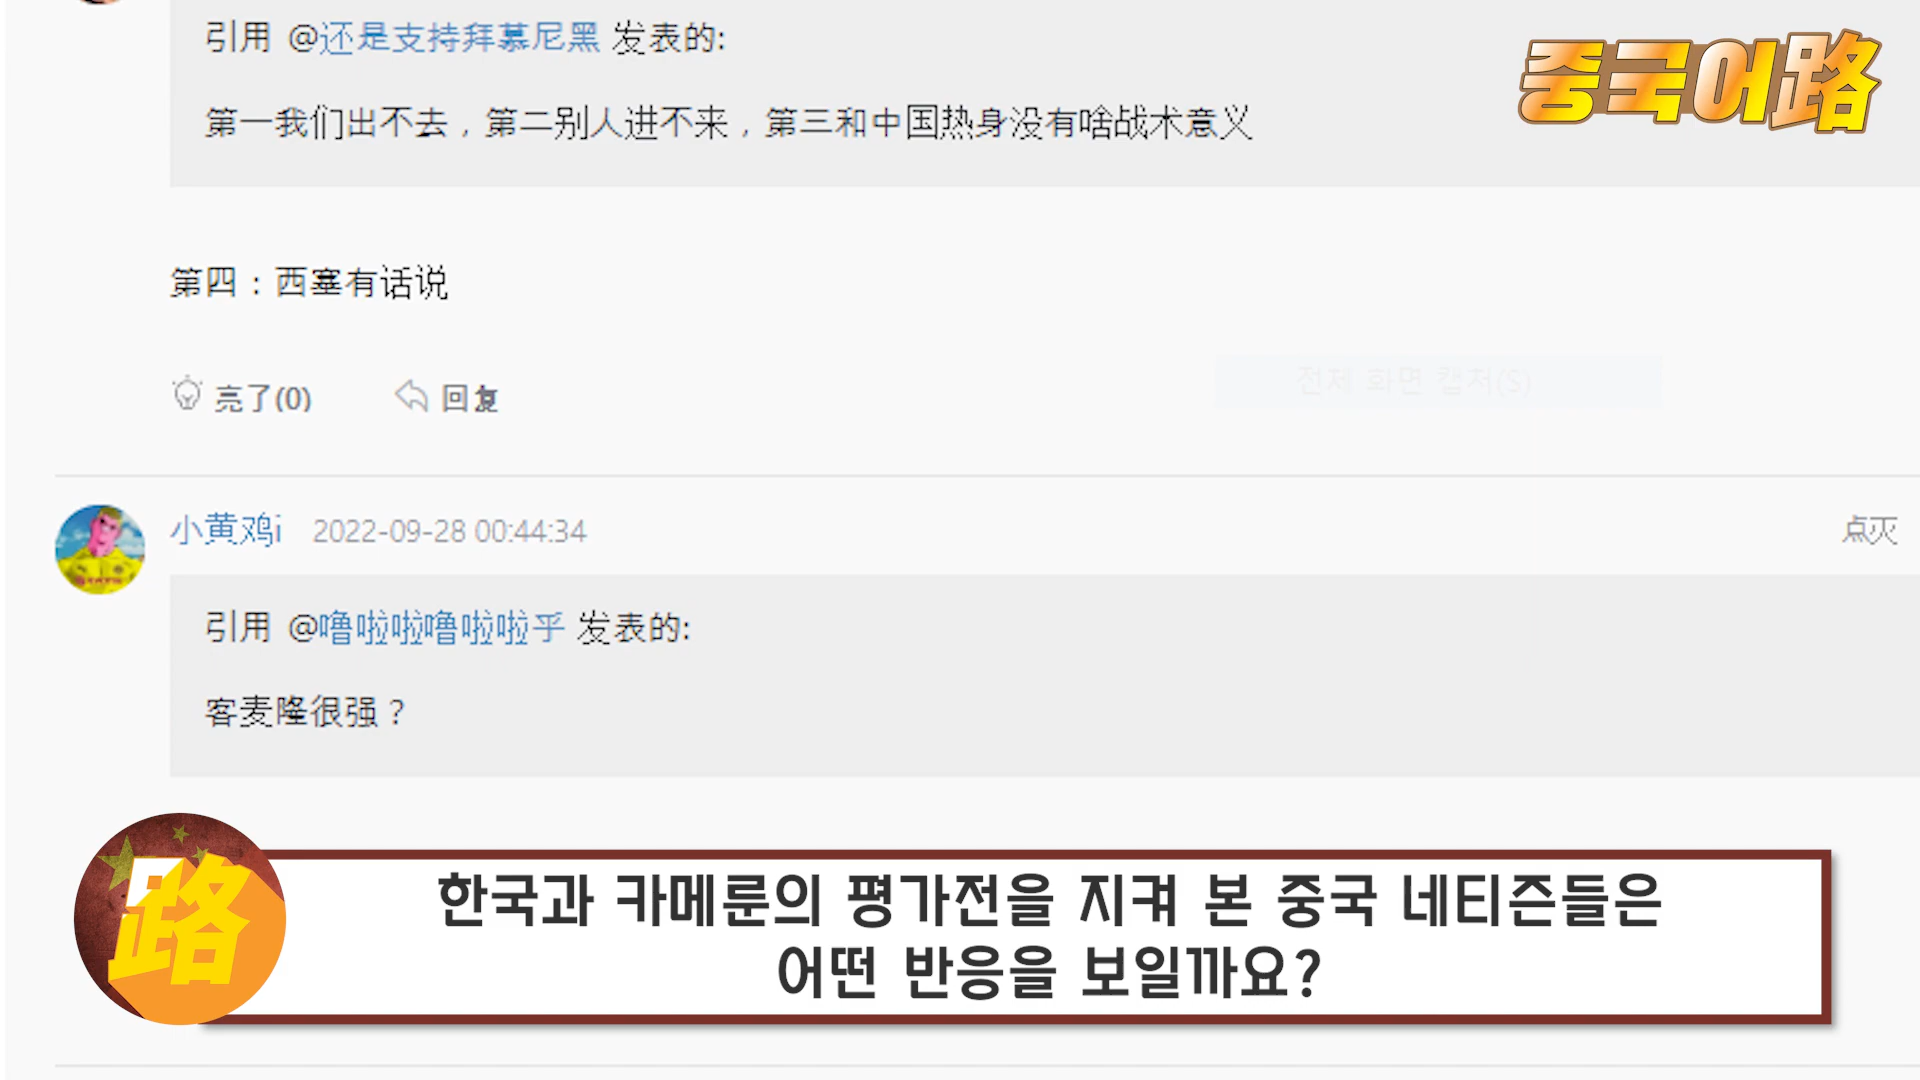 引用 @还是支持拜慕尼黑 发表的:
중국어路
第一我们出不去，第二别人进不来，第三和中国热身没有啥战术意义
第四：西塞有话说
전체 화면 캡처(S)
亮了(0) 回复
小黄鸡i 2022-09-28 00:44:34 点灭
引用 @噜啦啦噜啦啦乎 发表的:
客麦隆很强？
路
한국과 카메룬의 평가전을 지켜 본 중국 네티즌들은
어떤 반응을 보일까요?